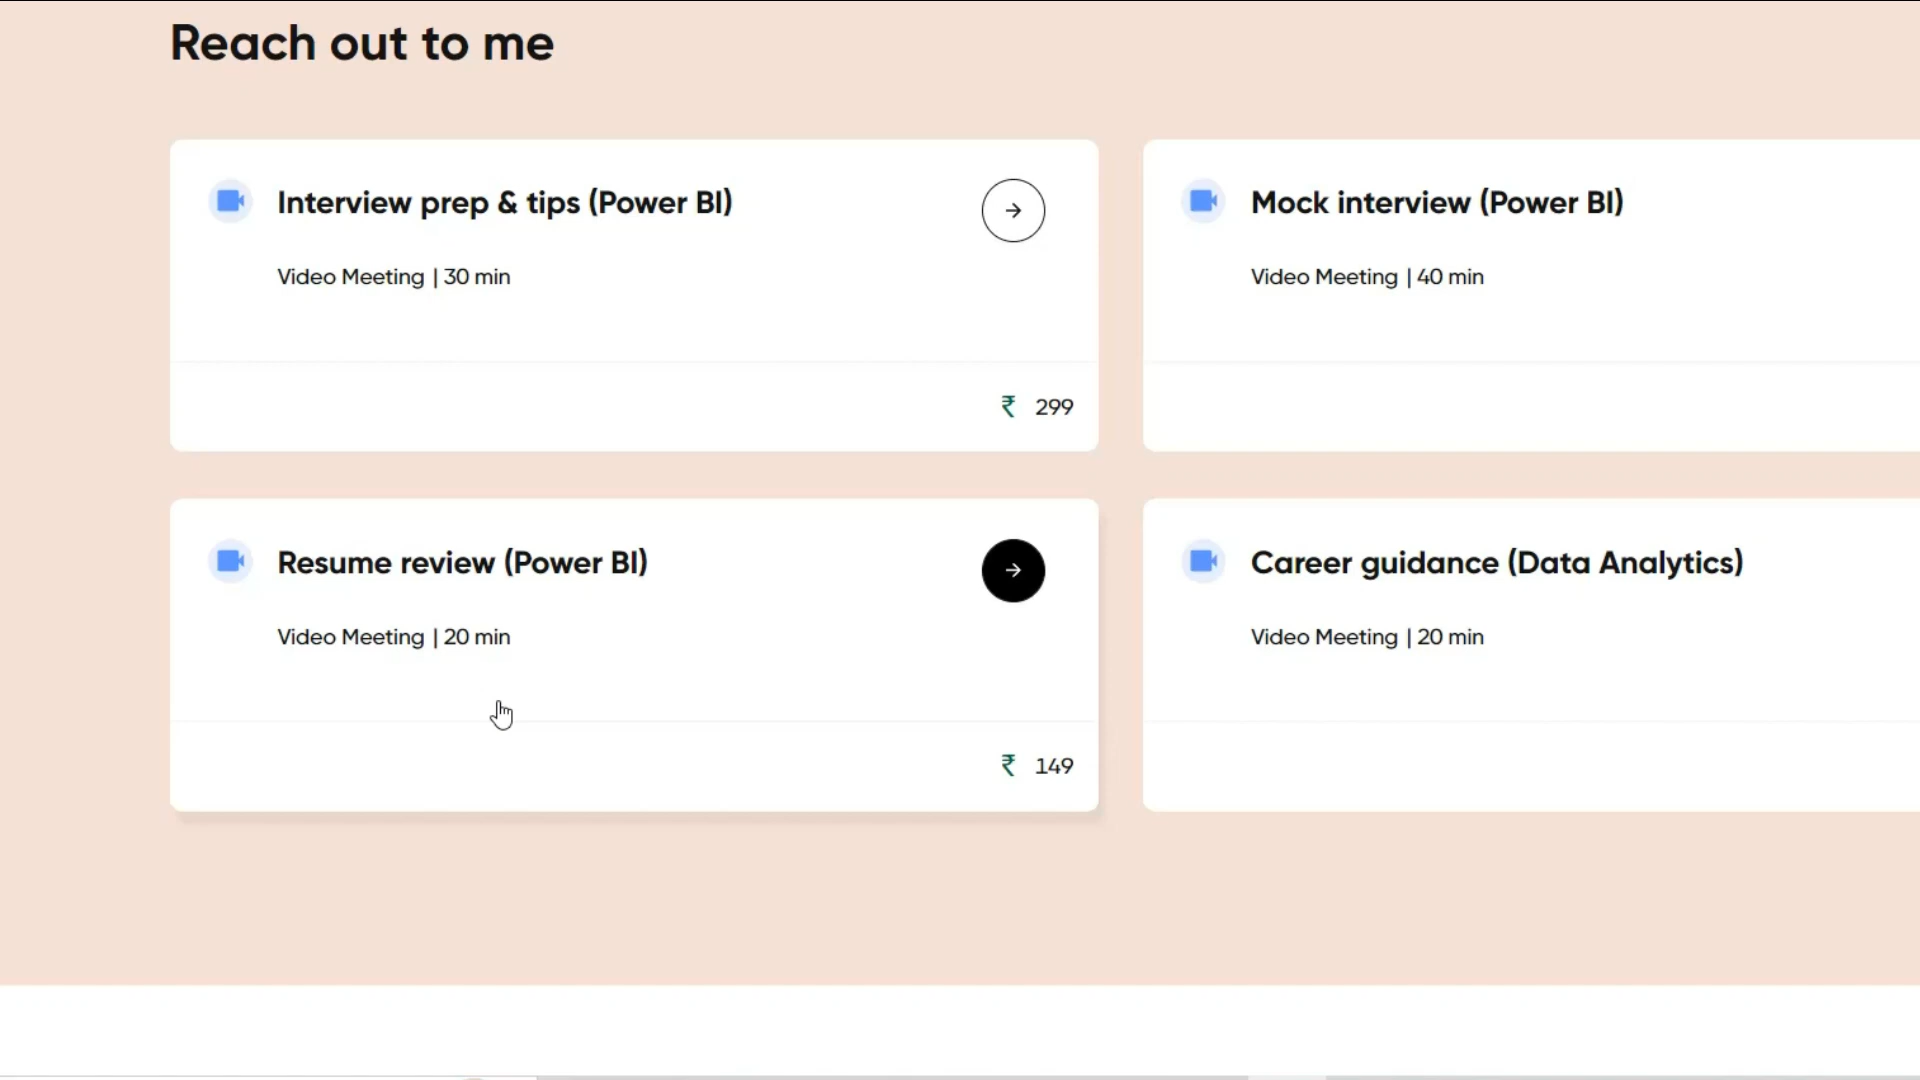 Reach out to me
Interview prep & tips (Power BI)
Video Meeting | 30 min
₹ 299
Mock interview (Power BI)
Video Meeting | 40 min
Resume review (Power BI)
Video Meeting | 20 min
₹ 149
Career guidance (Data Analytics)
Video Meeting | 20 min